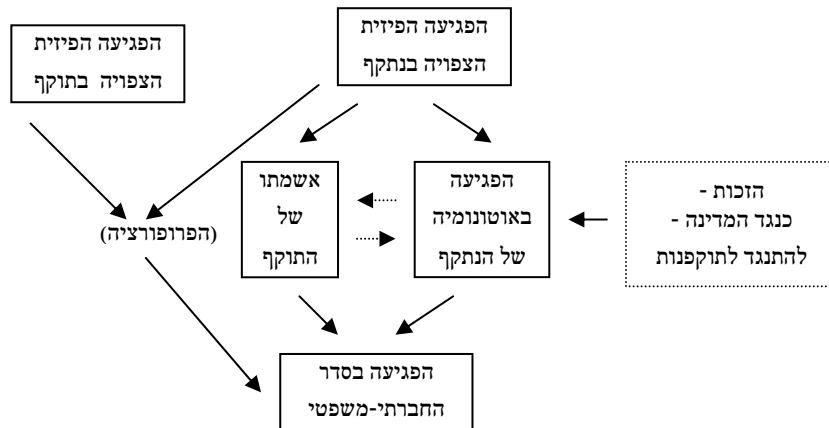 הפגיעה הפיזית
הצפויה בנתקף
הפגיעה הפיזית
הצפויה בתוקף
הזכות -
כנגד המדינה -
להתנגד לתוקפנות
הפגיעה
באוטונומיה
של הנתקף
אשמתו
של
התוקף
(הפרופורציה)
הפגיעה בסדר
החברתי-משפטי